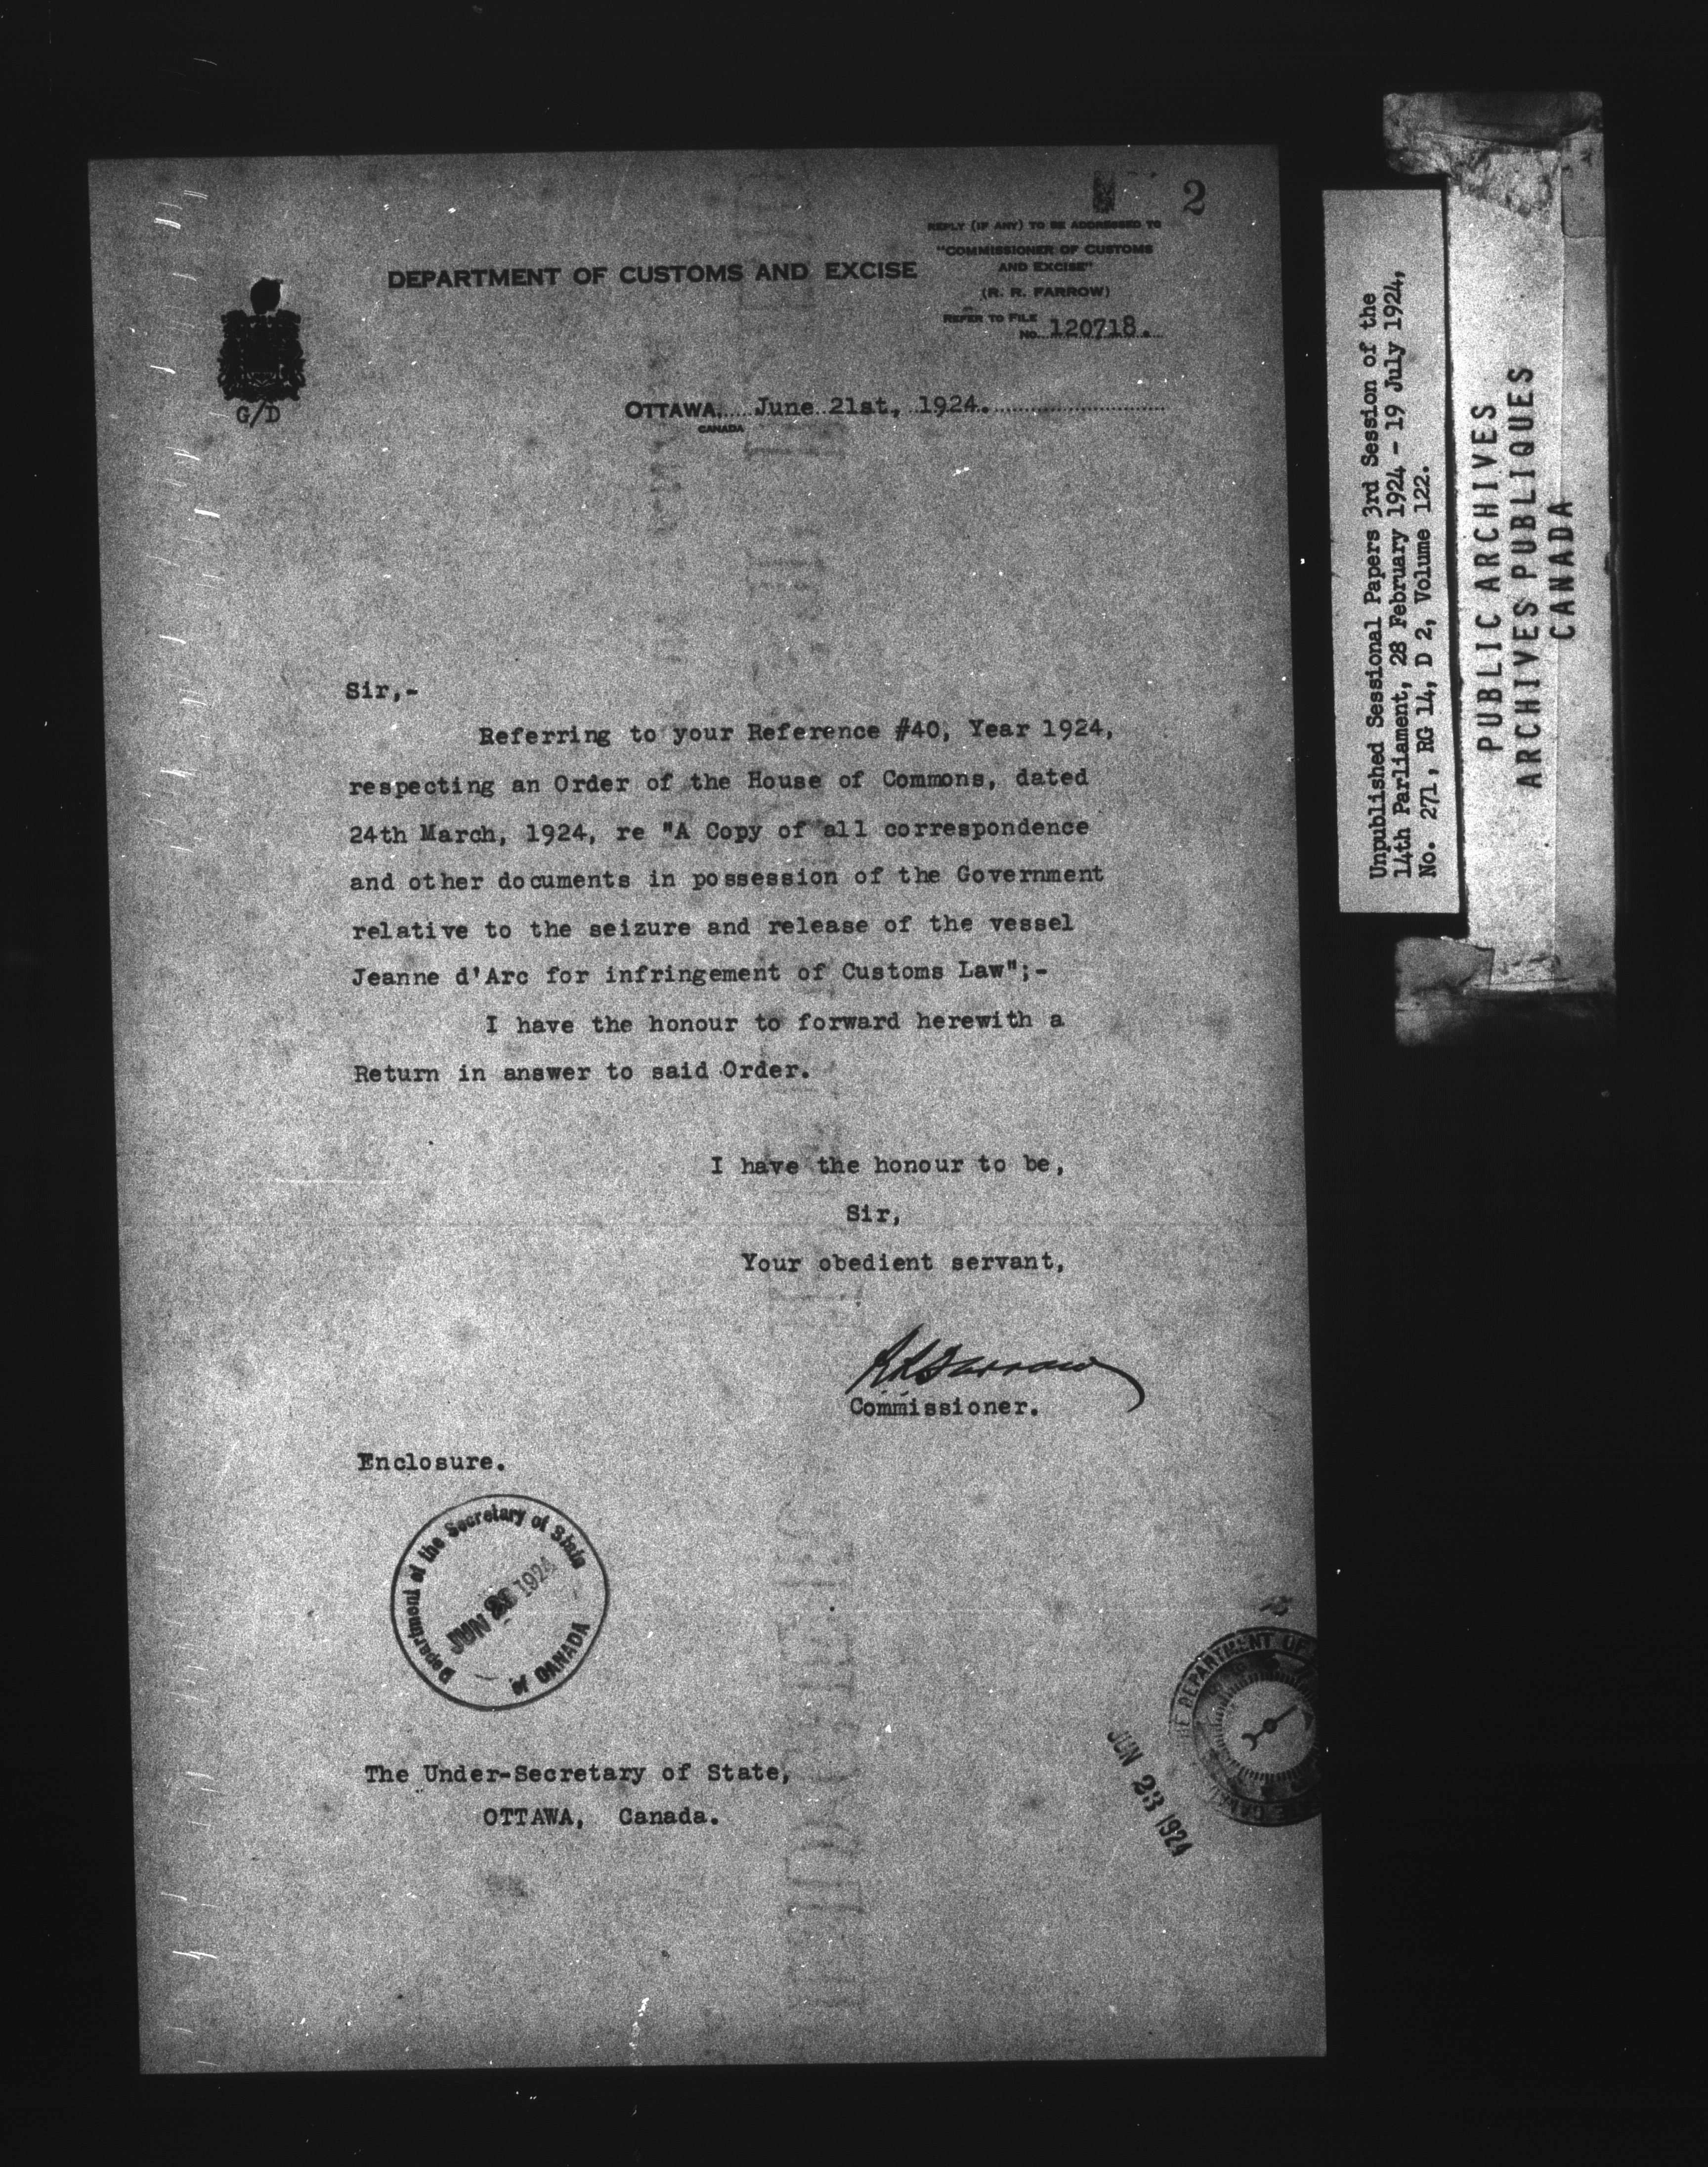 2
REPLY (IF ANY) TO BE ADDRESSED TO
"COMMISSIONER OF CUSTOMS
AND EXCISE"
(R. R. FARROW)
REFER TO FILE
No. 120718.
DEPARTMENT OF CUSTOMS AND EXCISE
G/D
OTTAWA, June 21st, 1924.
CANADA
Sir,-
Referring to your Reference #40, Year 1924,
respecting an Order of the House of Commons, dated
24th March, 1924, re "A Copy of all correspondence
and other documents in possession of the Government
relative to the seizure and release of the vessel
Jeanne d'Arc for infringement of Customs Law";-
I have the honour to forward herewith a
Return in answer to said Order.
I have the honour to be,
Sir,
Your obedient servant,
RRFarrow
Commissioner.
Enclosure.
Department of the Secretary of State
JUN 1924
of CANADA
THE DEPARTMENT OF
JUN 23 1924
The Under-Secretary of State,
OTTAWA, Canada.
Unpublished Sessional Papers 3rd Session of the
14th Parliament, 28 February 1924 - 19 July 1924,
No. 271, RG 14, D 2, Volume 122.
PUBLIC ARCHIVES
ARCHIVES PUBLIQUES
CANADA